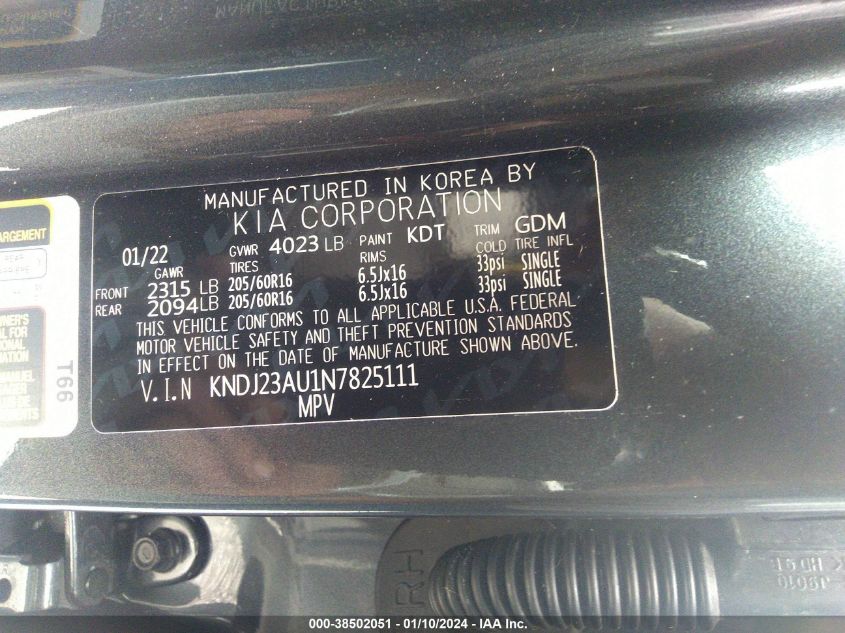 MANUFACTURED IN KOREA BY
KIA CORPORATION
01/22 GVWR 4023 LB PAINT KDT TRIM GDM
GAWR TIRES RIMS COLD TIRE INFL
FRONT 2315 LB 205/60R16 6.5Jx16 33psi SINGLE
REAR 2094 LB 205/60R16 6.5Jx16 33psi SINGLE
THIS VEHICLE CONFORMS TO ALL APPLICABLE U.S.A. FEDERAL
MOTOR VEHICLE SAFETY AND THEFT PREVENTION STANDARDS
IN EFFECT ON THE DATE OF MANUFACTURE SHOWN ABOVE.
V.I.N KNDJ23AU1N7825111
MPV
ARGEMENT
T66
RH
J9010
000-38502051 - 01/10/2024 - IAA Inc.